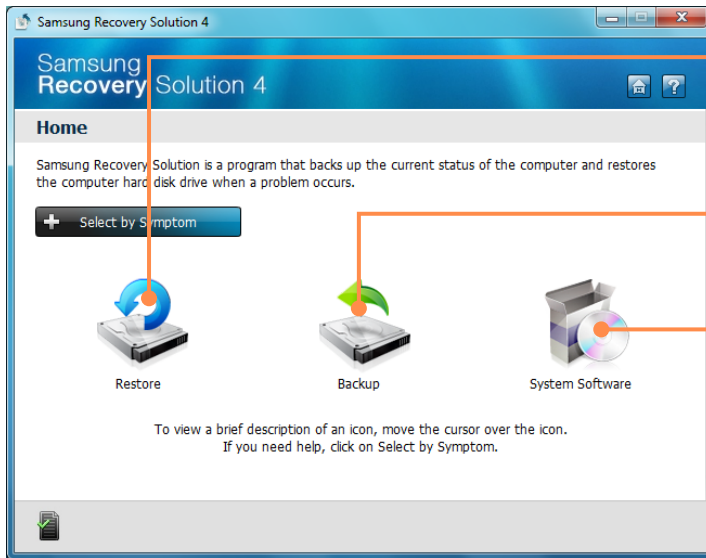 Samsung Recovery Solution 4
Samsung
Recovery Solution 4
Home
Samsung Recovery Solution is a program that backs up the current status of the computer and restores
the computer hard disk drive when a problem occurs.
Select by Symptom
Restore
Backup
System Software
To view a brief description of an icon, move the cursor over the icon.
If you need help, click on Select by Symptom.